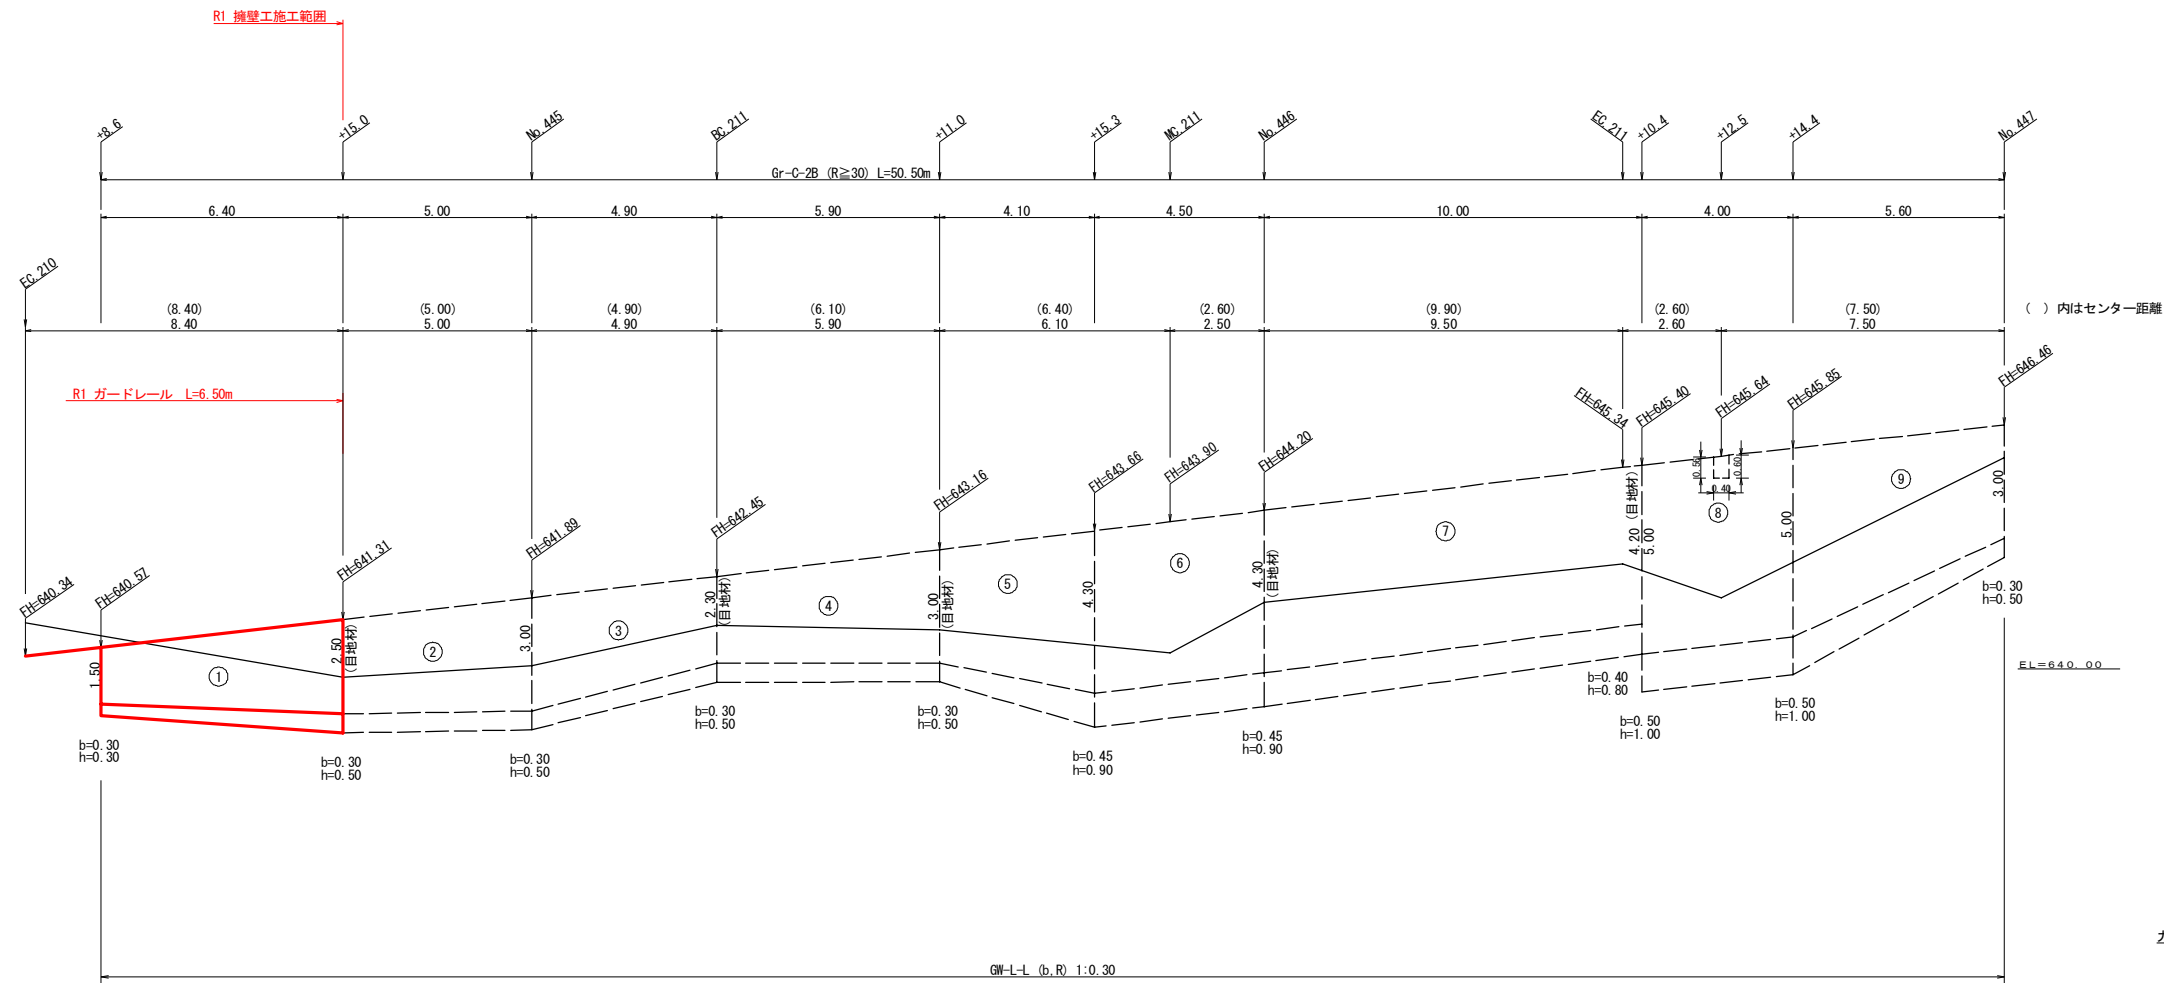 R1 擁壁工施工範囲
+8.6
+15.0
No.445
BC.211
+11.0
+15.3
MC.211
No.446
EC.211
+10.4
+12.5
+14.4
No.447
Gr-C-2B (R≧30) L=50.50m
6.40
5.00
4.90
5.90
4.10
4.50
10.00
4.00
5.60
EC.210
(8.40)
(5.00)
(4.90)
(6.10)
(6.40)
(2.60)
(9.90)
(2.60)
(7.50)
( ) 内はセンター距離
8.40
5.00
4.90
5.90
6.10
2.50
9.50
2.60
7.50
R1 ガードレール L=6.50m
FH=640.34
FH=640.57
FH=641.31
FH=641.89
FH=642.45
FH=643.16
FH=643.66
FH=643.90
FH=644.20
FH=645.34
FH=645.40
FH=645.64
FH=645.85
FH=646.46
0.56
0.60
0.40
1.50
2.50
(目地材)
3.00
2.30
(目地材)
3.00
(目地材)
4.30
4.30
(目地材)
4.20 (目地材)
5.00
5.00
3.00
①
②
③
④
⑤
⑥
⑦
⑧
⑨
EL=640.00
b=0.30
h=0.30
b=0.30
h=0.50
b=0.30
h=0.50
b=0.30
h=0.50
b=0.30
h=0.50
b=0.45
h=0.90
b=0.45
h=0.90
b=0.40
h=0.80
b=0.50
h=1.00
b=0.50
h=1.00
b=0.30
h=0.50
GW-L-L (b,R) 1:0.30